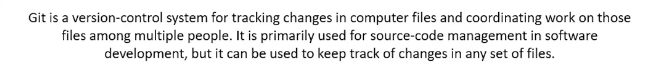 Git is a version-control system for tracking changes in computer files and coordinating work on those
files among multiple people. It is primarily used for source-code management in software
development, but it can be used to keep track of changes in any set of files.